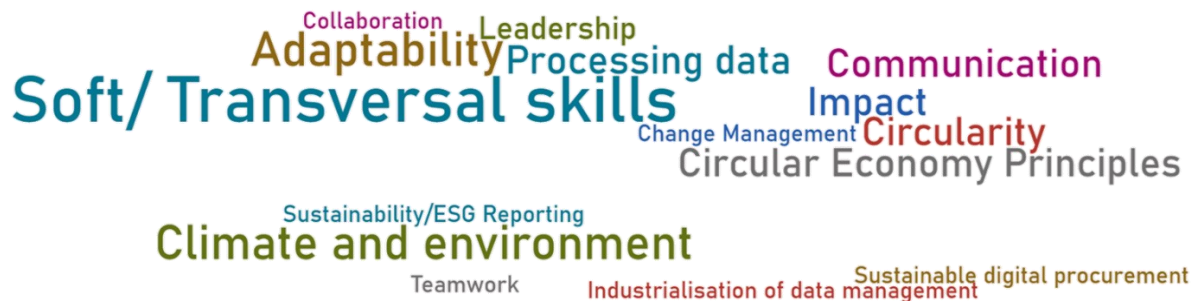 Collaboration
Leadership
Adaptability
Processing data
Communication
Soft/ Transversal skills
Impact
Change Management
Circularity
Circular Economy Principles
Sustainability/ESG Reporting
Climate and environment
Teamwork
Sustainable digital procurement
Industrialisation of data management